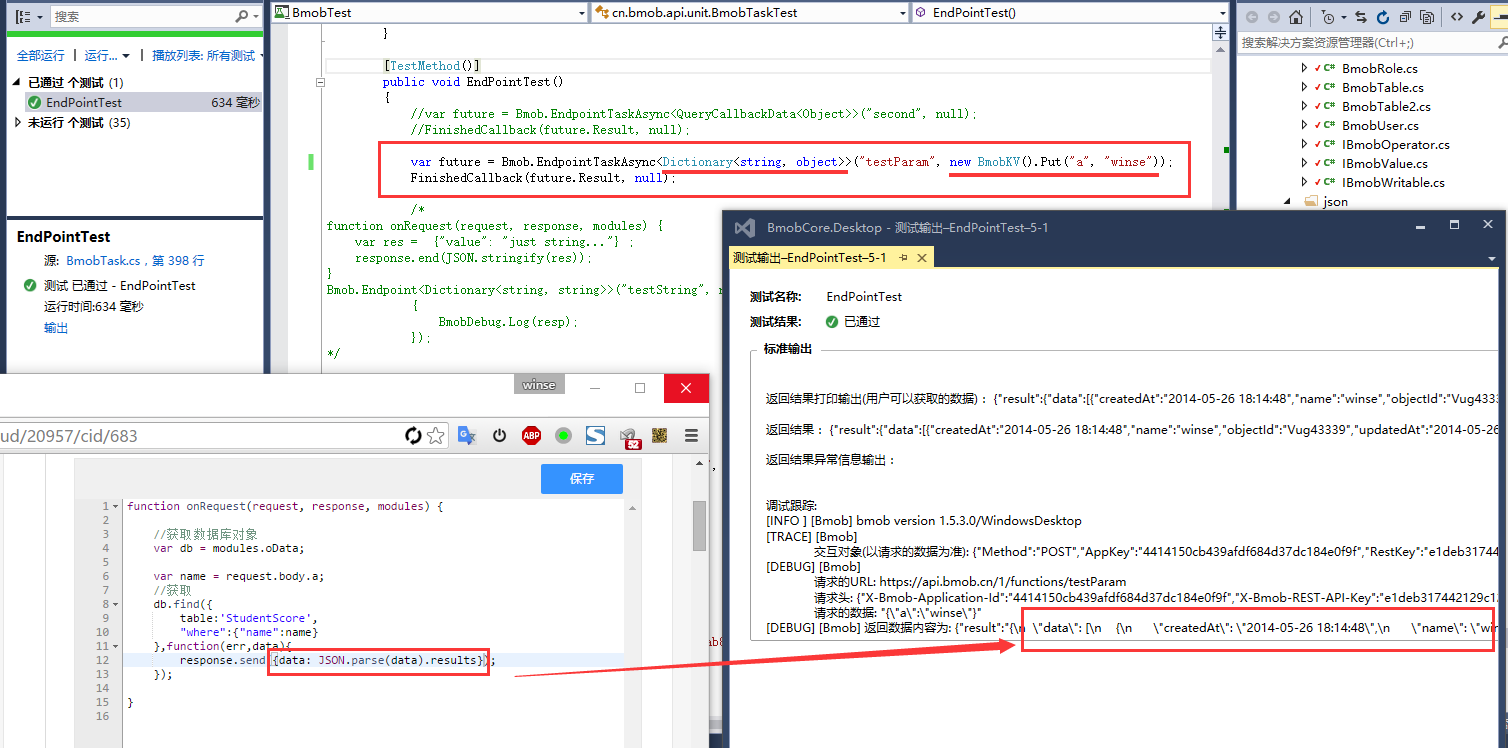 搜索
全部运行 | 运行... | 播放列表: 所有测试
已通过 个测试 (1)
EndPointTest 634 毫秒
未运行 个测试 (35)
EndPointTest
源: BmobTask.cs，第 398 行
测试 已通过 - EndPointTest
运行时间:634 毫秒
输出
BmobTest
cn.bmob.api.unit.BmobTaskTest
EndPointTest()
}
[TestMethod()]
public void EndPointTest()
{
//var future = Bmob.EndpointTaskAsync<QueryCallbackData<Object>>("second", null);
//FinishedCallback(future.Result, null);
var future = Bmob.EndpointTaskAsync<Dictionary<string, object>>("testParam", new BmobKV().Put("a", "winse"));
FinishedCallback(future.Result, null);
/*
function onRequest(request, response, modules) {
var res =  {"value": "just string..."} ;
response.end(JSON.stringify(res));
}
Bmob.Endpoint<Dictionary<string, string>>("testString",
{
BmobDebug.Log(resp);
});
*/
搜索解决方案资源管理器(Ctrl+;)
C# BmobRole.cs
C# BmobTable.cs
C# BmobTable2.cs
C# BmobUser.cs
C# IBmobOperator.cs
C# IBmobValue.cs
C# IBmobWritable.cs
json
BmobCore.Desktop - 测试输出–EndPointTest–5-1
测试输出–EndPointTest–5-1
测试名称: EndPointTest
测试结果: 已通过
标准输出
返回结果打印输出(用户可以获取的数据)： {"result":{"data":[{"createdAt":"2014-05-26 18:14:48","name":"winse","objectId":"Vug4333
返回结果： {"result":{"data":[{"createdAt":"2014-05-26 18:14:48","name":"winse","objectId":"Vug43339","updatedAt":"2014-05-26
返回结果异常信息输出：
调试跟踪:
[INFO ] [Bmob] bmob version 1.5.3.0/WindowsDesktop
[TRACE] [Bmob]
交互对象(以请求的数据为准): {"Method":"POST","AppKey":"4414150cb439afdf684d37dc184e0f9f","RestKey":"e1deb31744
[DEBUG] [Bmob]
请求的URL: https://api.bmob.cn/1/functions/testParam
请求头: {"X-Bmob-Application-Id":"4414150cb439afdf684d37dc184e0f9f","X-Bmob-REST-API-Key":"e1deb317442129c
请求的数据: "{\"a\":\"winse\"}"
[DEBUG] [Bmob] 返回数据内容为: {"result":"{\n  \"data\": [\n    {\n      \"createdAt\": \"2014-05-26 18:14:48\",\n      \"name\": \"win
winse
ud/20957/cid/683
ABP
S
52
保存
1 function onRequest(request, response, modules) {
2
3 //获取数据库对象
4 var db = modules.oData;
5
6 var name = request.body.a;
7 //获取
8 db.find({
9 table:'StudentScore',
10 "where":{"name":name}
11 },function(err,data){
12 response.send({data: JSON.parse(data).results});
13 });
14
15 }
16